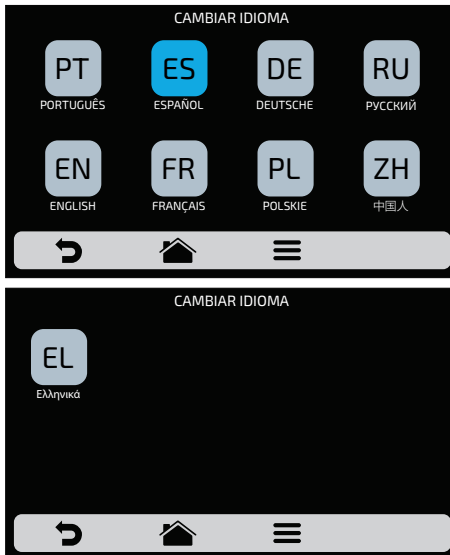 CAMBIAR IDIOMA
PT ES DE RU
PORTUGUÊS ESPAÑOL DEUTSCHE РУССКИЙ
EN FR PL ZH
ENGLISH FRANÇAIS POLSKIE 中国人
CAMBIAR IDIOMA
EL
Ελληνικά